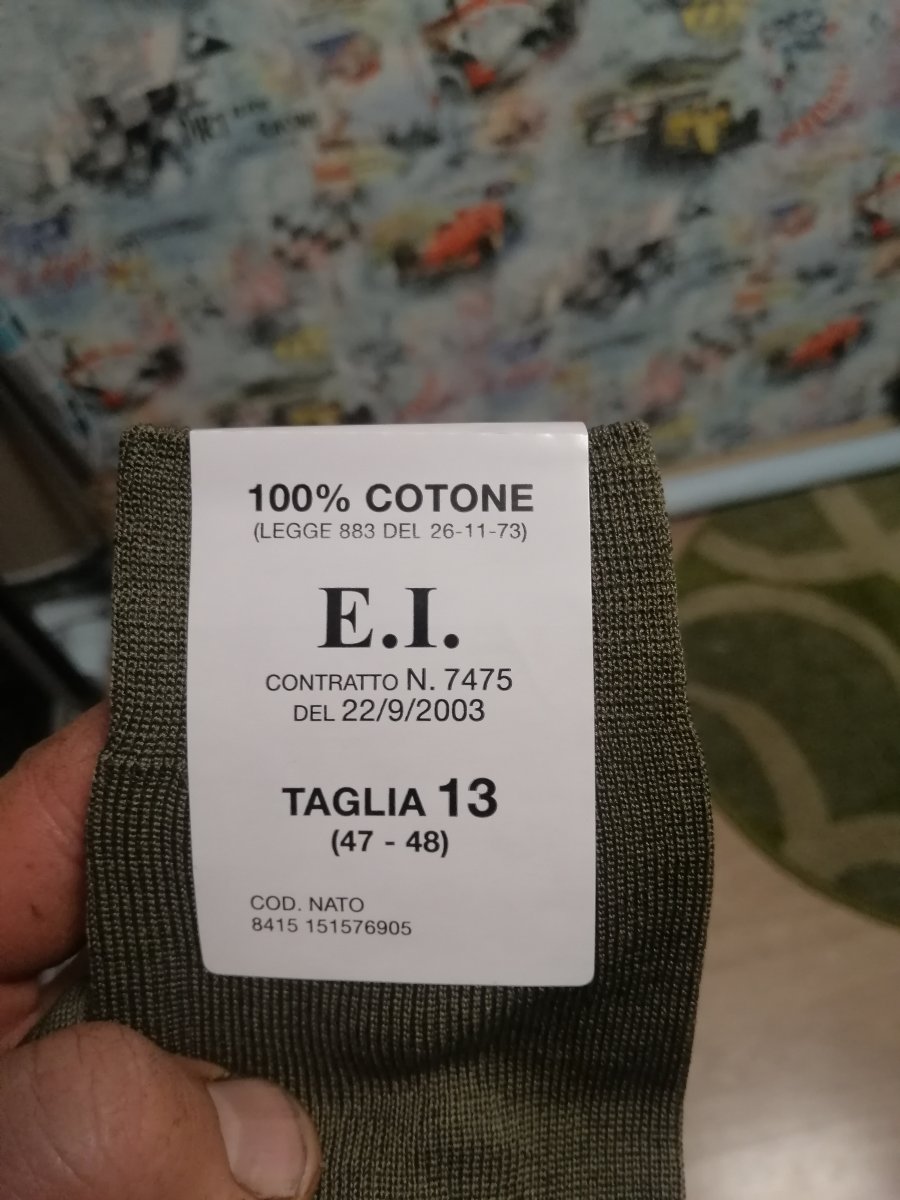 100% COTONE
(LEGGE 883 DEL 26-11-73)
E.I.
CONTRATTO N. 7475
DEL 22/9/2003
TAGLIA 13
(47 - 48)
COD. NATO
8415 151576905